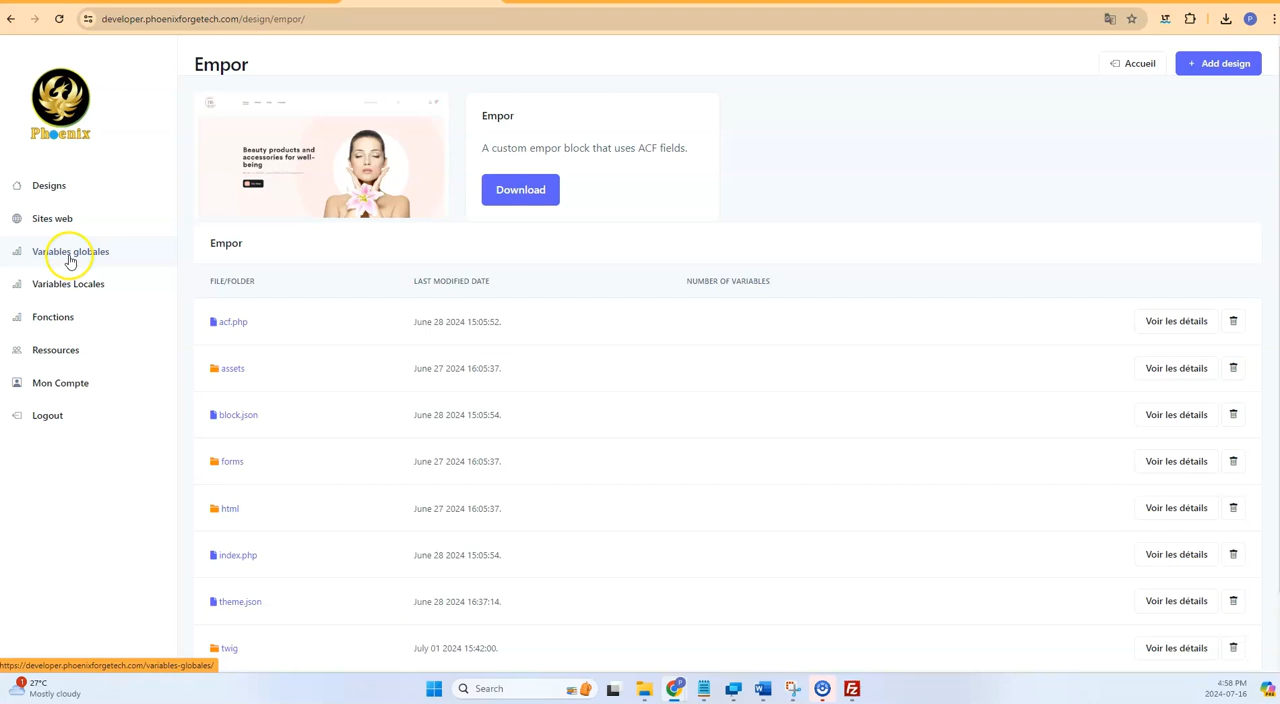 developer.phoenixforgetech.com/design/empor/
Phoenix
Designs
Sites web
Variables globales
Variables Locales
Fonctions
Ressources
Mon Compte
Logout
Empor
Accueil
+ Add design
Beauty products and
accessories for well-
being
Empor
A custom empor block that uses ACF fields.
Download
Empor
FILE/FOLDER LAST MODIFIED DATE NUMBER OF VARIABLES
acf.php June 28 2024 15:05:52. Voir les détails
assets June 27 2024 16:05:37. Voir les détails
block.json June 28 2024 15:05:54. Voir les détails
forms June 27 2024 16:05:37. Voir les détails
html June 27 2024 16:05:37. Voir les détails
index.php June 28 2024 15:05:54. Voir les détails
theme.json June 28 2024 16:37:14. Voir les détails
twig July 01 2024 15:42:00. Voir les détails
https://developer.phoenixforgetech.com/variables-globales/
1
27°C
Mostly cloudy
Search
4:58 PM
2024-07-16